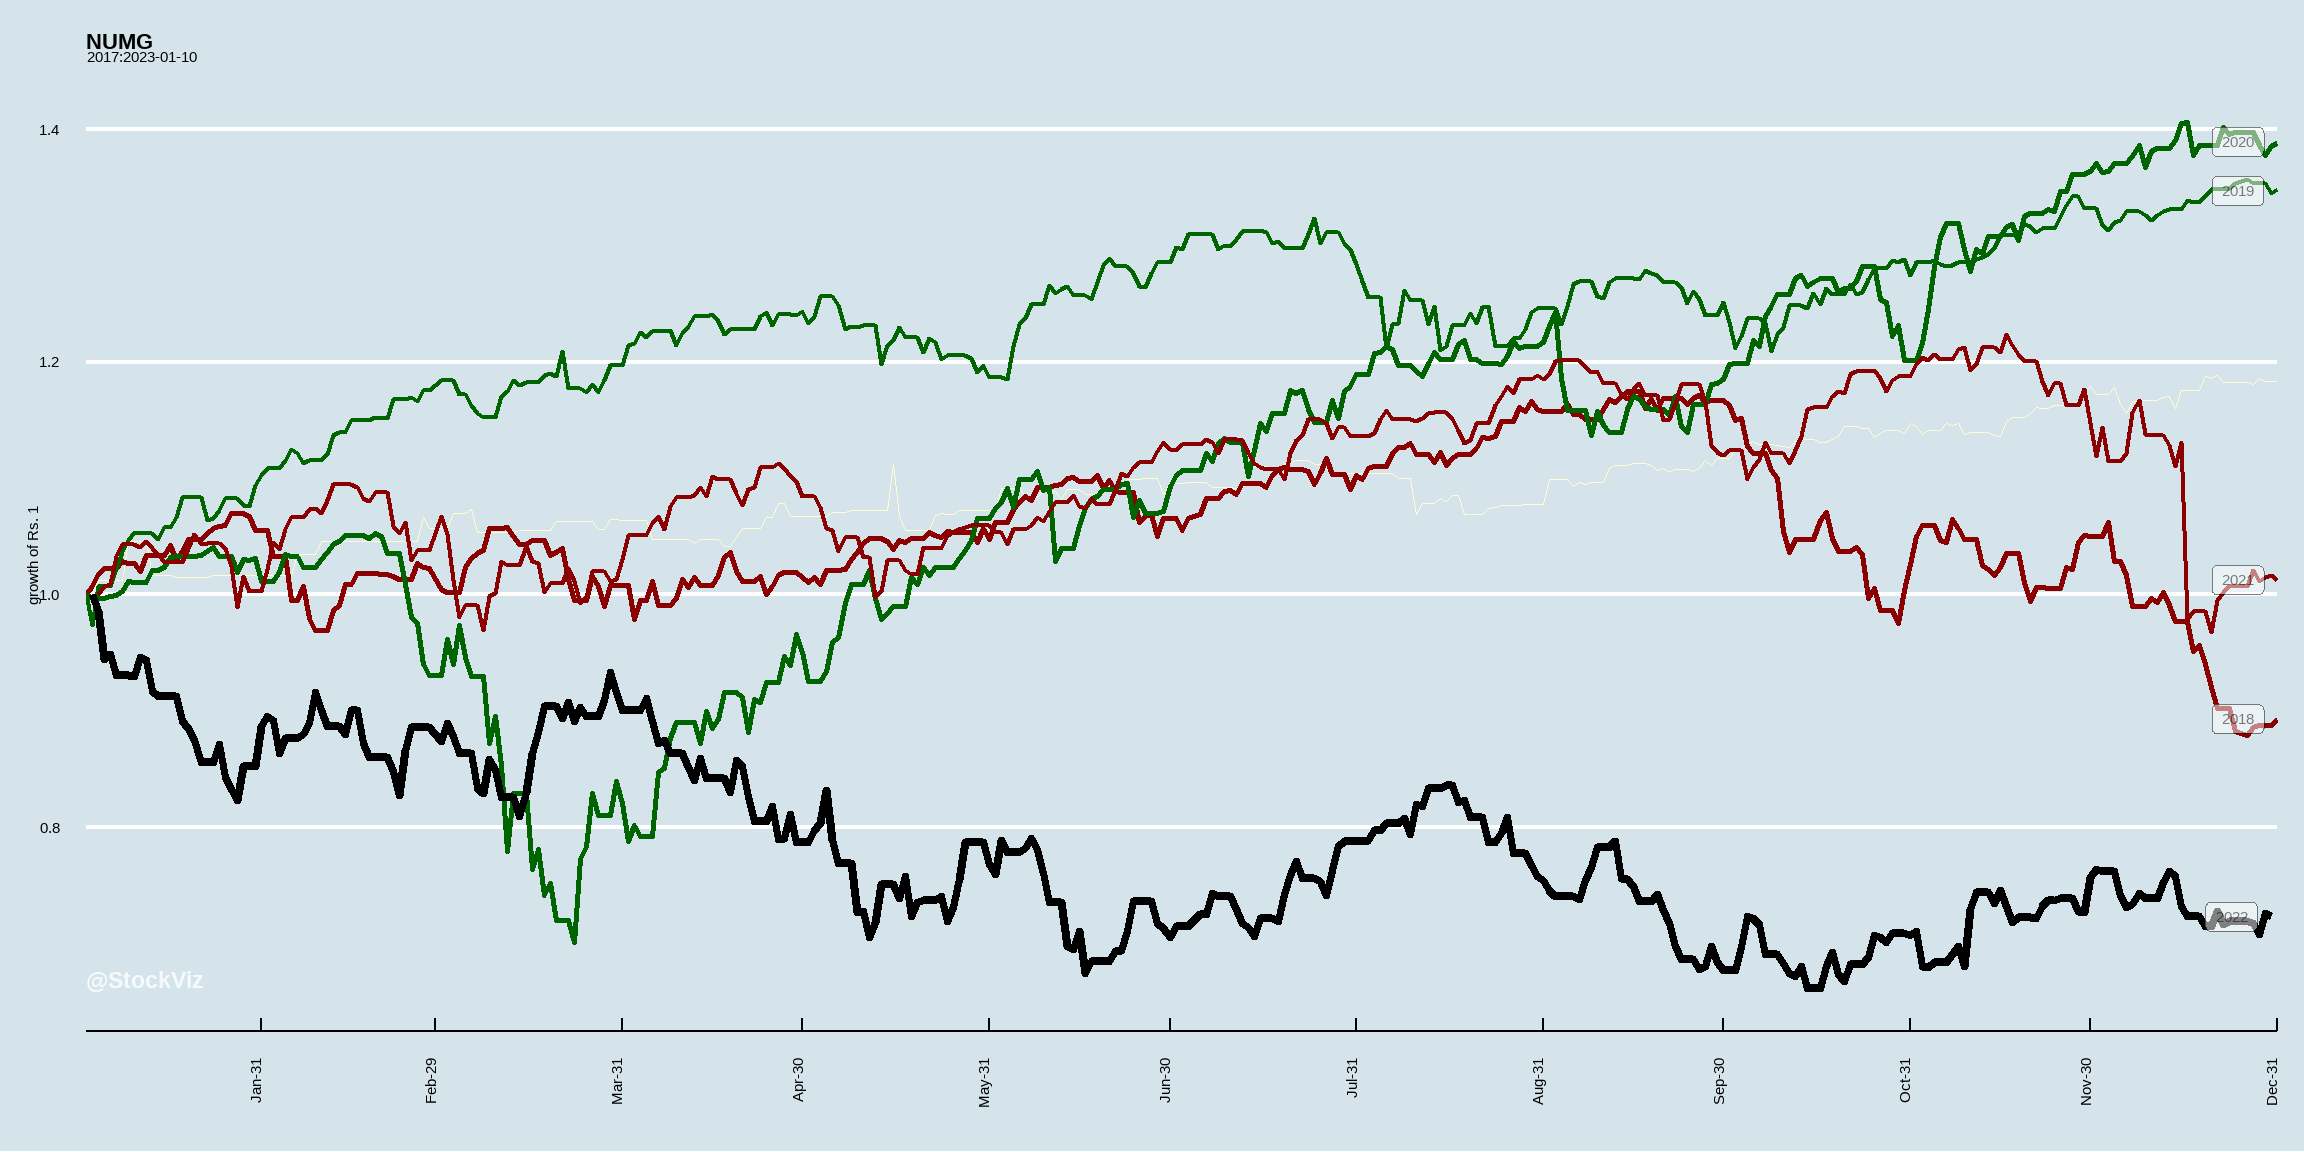 NUMG
2017:2023-01-10
growth of Rs. 1
1.4
1.2
1.0
0.8
2020
2019
2021
2018
2022
@StockViz
Jan-31
Feb-29
Mar-31
Apr-30
May-31
Jun-30
Jul-31
Aug-31
Sep-30
Oct-31
Nov-30
Dec-31